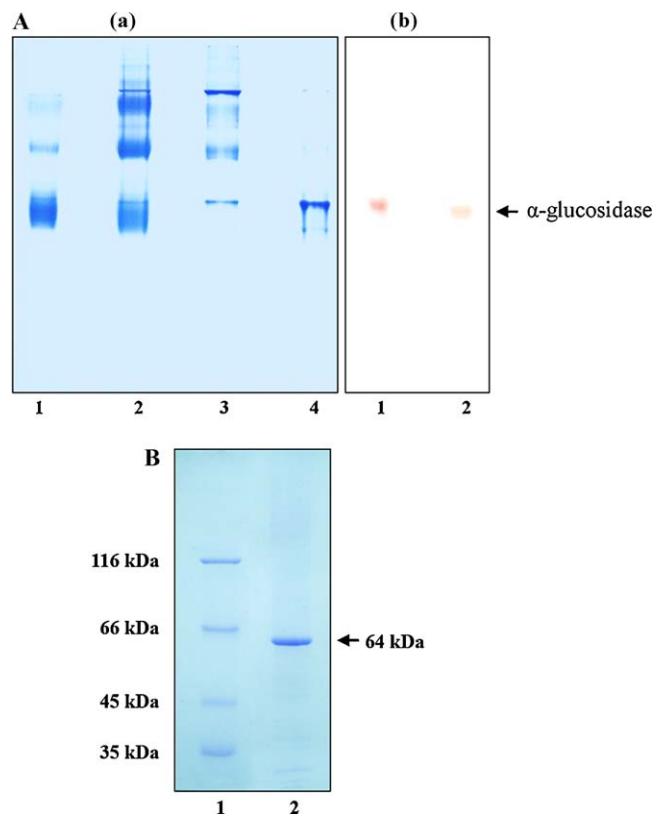 A (a) (b)
α-glucosidase
1 2 3 4 1 2
B
116 kDa
66 kDa
64 kDa
45 kDa
35 kDa
1 2